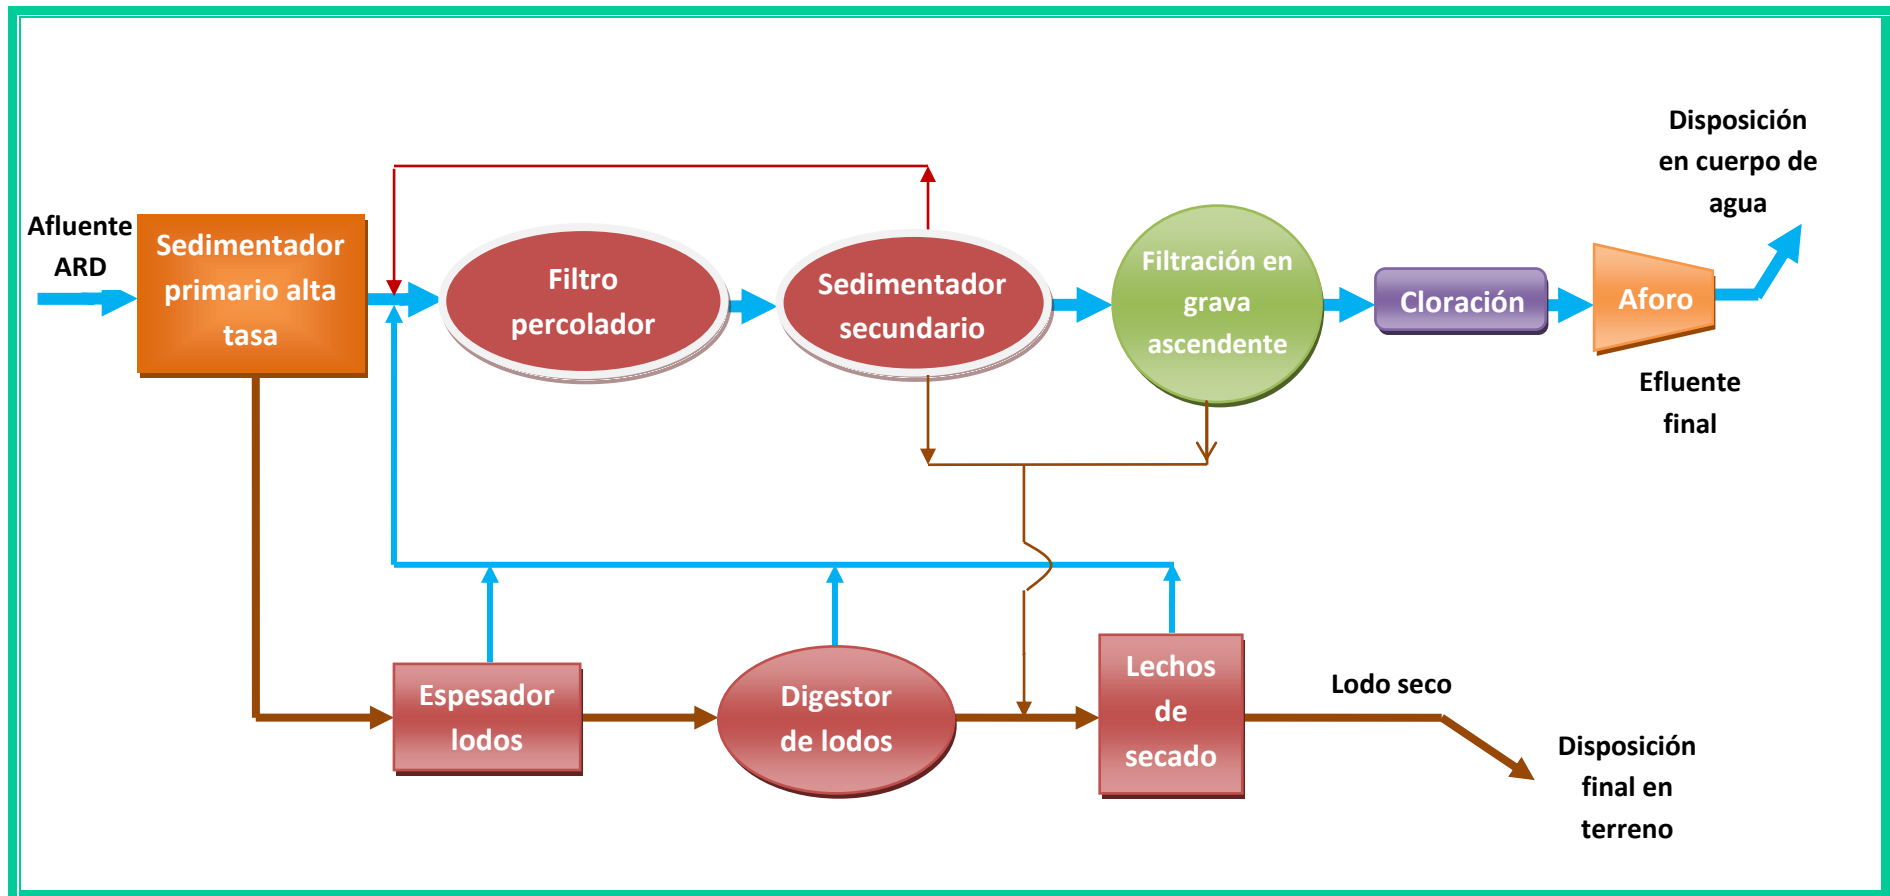 Afluente
ARD
Sedimentador
primario alta
tasa
Filtro
percolador
Sedimentador
secundario
Filtración en
grava
ascendente
Cloración
Aforo
Disposición
en cuerpo de
agua
Efluente
final
Espesador
lodos
Digestor
de lodos
Lechos
de
secado
Lodo seco
Disposición
final en
terreno